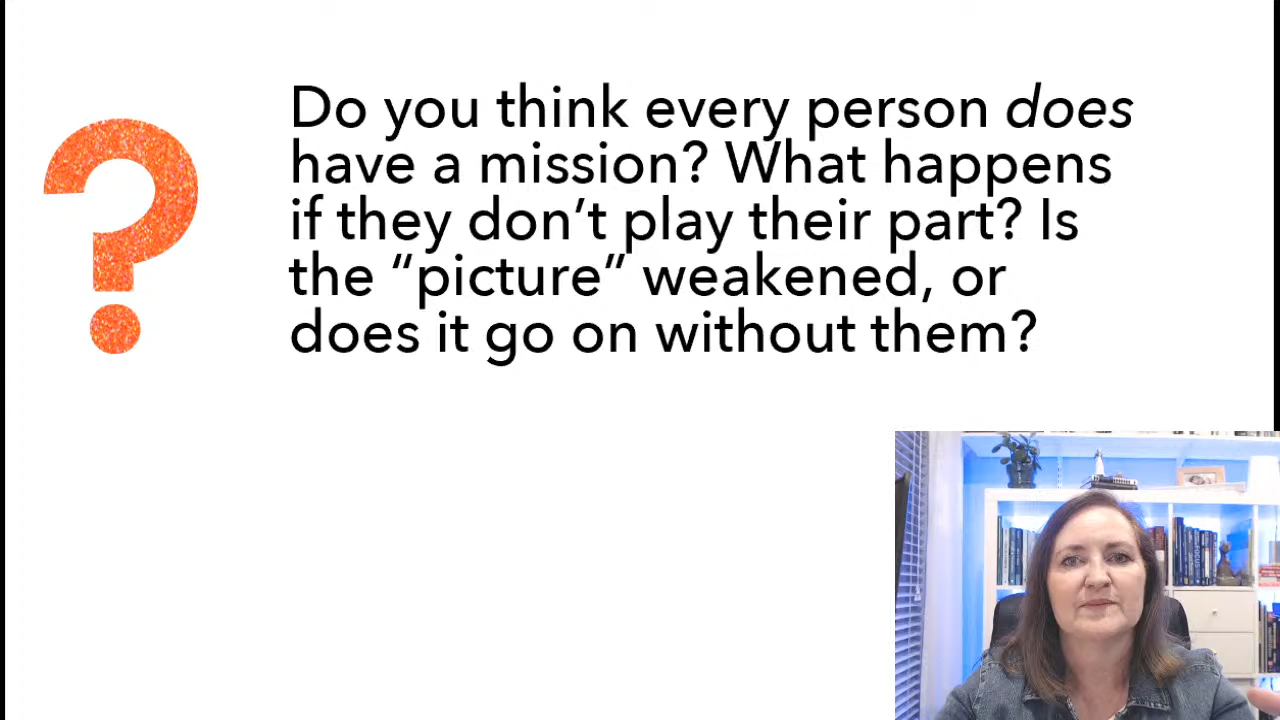 Do you think every person does
have a mission? What happens
if they don’t play their part? Is
the “picture” weakened, or
does it go on without them?
FOCUS